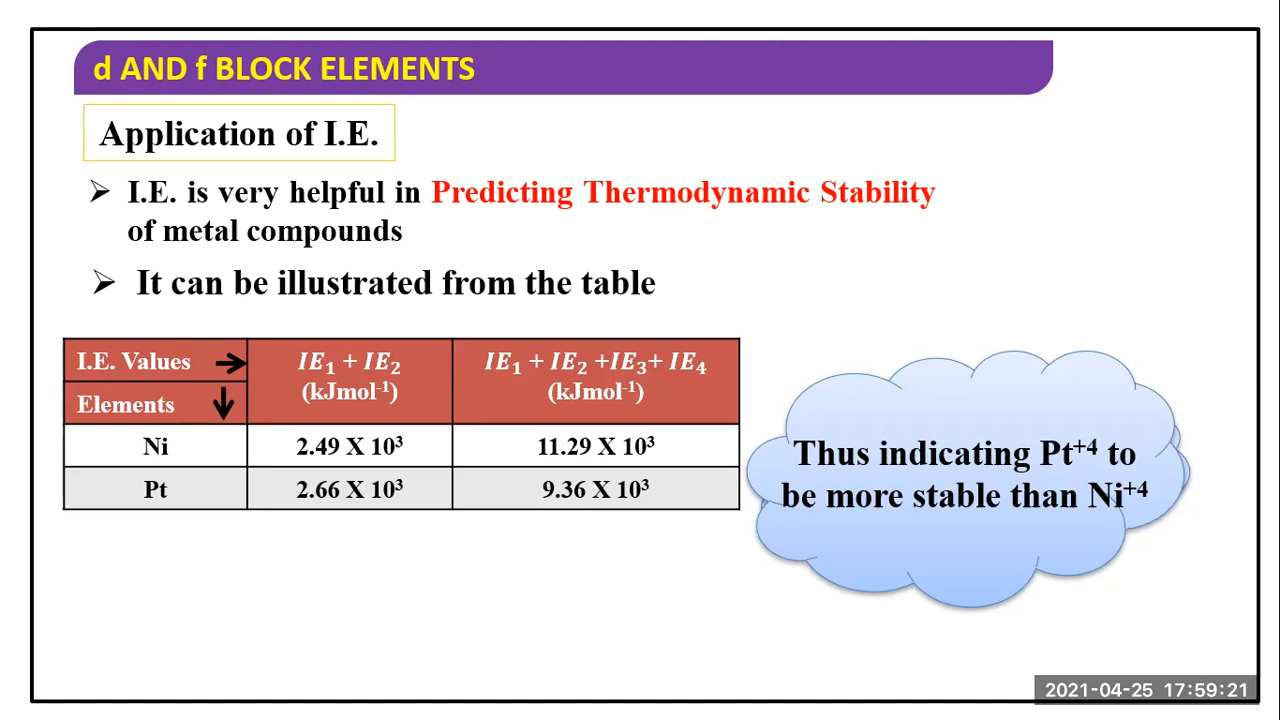 d AND f BLOCK ELEMENTS
Application of I.E.
➢ I.E. is very helpful in Predicting Thermodynamic Stability
of metal compounds
➢ It can be illustrated from the table
I.E. Values → IE₁ + IE₂ IE₁ + IE₂ +IE₃+ IE₄
Elements ↓ (kJmol⁻¹) (kJmol⁻¹)
Ni 2.49 X 10³ 11.29 X 10³
Pt 2.66 X 10³ 9.36 X 10³
Thus indicating Pt⁺⁴ to
be more stable than Ni⁺⁴
2021-04-25 17:59:21